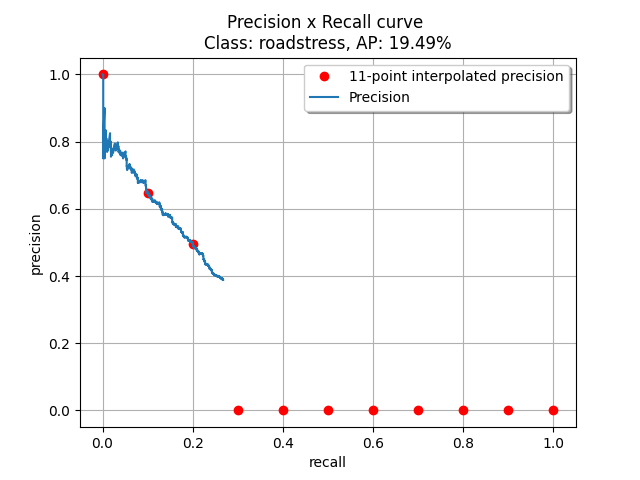 Precision x Recall curve
Class: roadstress, AP: 19.49%
11-point interpolated precision
Precision
1.0
0.8
0.6
0.4
0.2
0.0
precision
0.0 0.2 0.4 0.6 0.8 1.0
recall